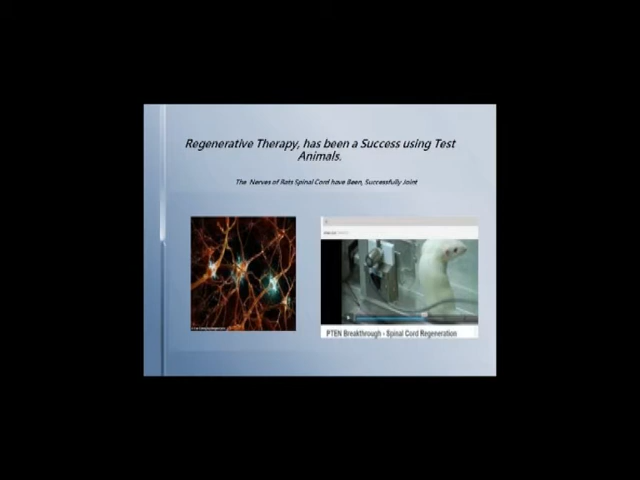 Regenerative Therapy, has been a Success using Test
Animals.
The Nerves of Rats Spinal Cord have Been, Successfully Joint
PTEN Breakthrough - Spinal Cord Regeneration